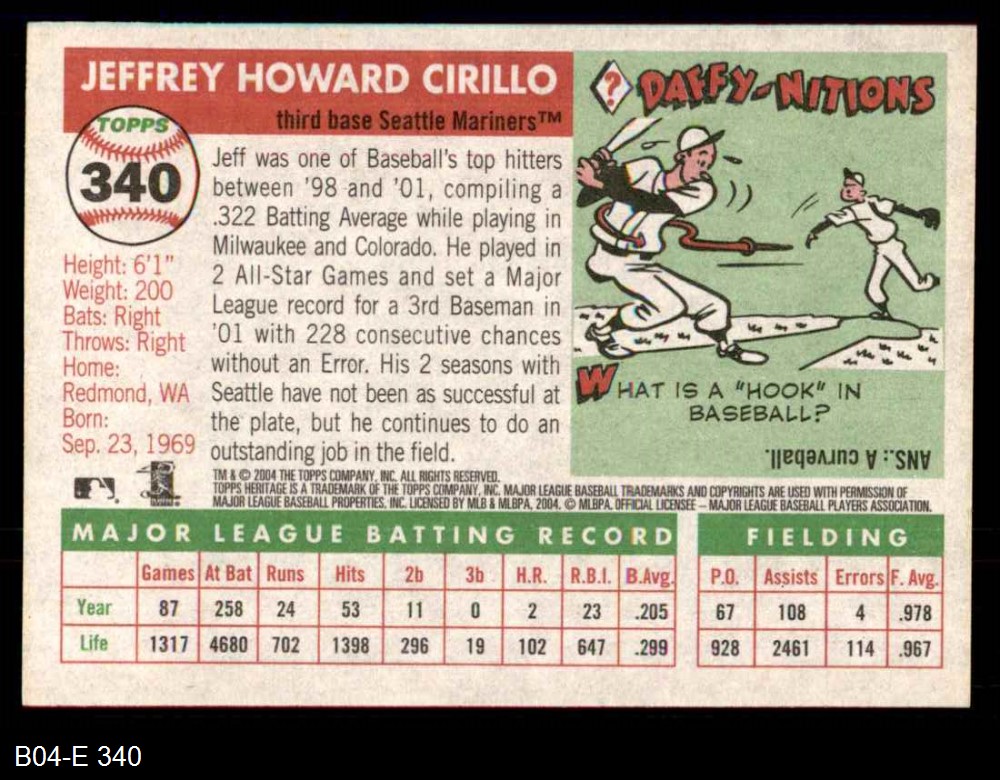 JEFFREY HOWARD CIRILLO
third base Seattle Mariners™
TOPPS
340
Height: 6'1"
Weight: 200
Bats: Right
Throws: Right
Home:
Redmond, WA
Born:
Sep. 23, 1969
Jeff was one of Baseball's top hitters
between '98 and '01, compiling a
.322 Batting Average while playing in
Milwaukee and Colorado. He played in
2 All-Star Games and set a Major
League record for a 3rd Baseman in
'01 with 228 consecutive chances
without an Error. His 2 seasons with
Seattle have not been as successful at
the plate, but he continues to do an
outstanding job in the field.
? DAFFY-NITIONS
WHAT IS A "HOOK" IN
BASEBALL?
ANS.: A curveball.
TM & © 2004 THE TOPPS COMPANY, INC. ALL RIGHTS RESERVED.
TOPPS HERITAGE IS A TRADEMARK OF THE TOPPS COMPANY, INC. MAJOR LEAGUE BASEBALL TRADEMARKS AND COPYRIGHTS ARE USED WITH PERMISSION OF
MAJOR LEAGUE BASEBALL PROPERTIES, INC. LICENSED BY MLB & MLBPA, 2004. © MLBPA. OFFICIAL LICENSEE – MAJOR LEAGUE BASEBALL PLAYERS ASSOCIATION.
MAJOR LEAGUE BATTING RECORD
Games At Bat Runs Hits 2b 3b H.R. R.B.I. B.Avg.
Year 87 258 24 53 11 0 2 23 .205
Life 1317 4680 702 1398 296 19 102 647 .299
FIELDING
P.O. Assists Errors F. Avg.
67 108 4 .978
928 2461 114 .967
B04-E 340